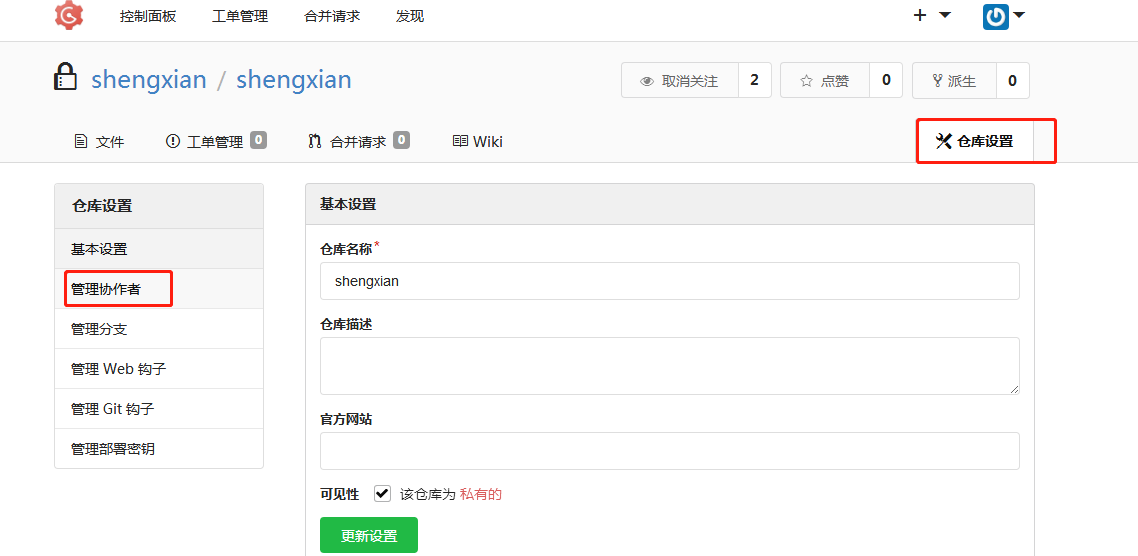 控制面板 工单管理 合并请求 发现
shengxian / shengxian
取消关注 2 点赞 0 派生 0
文件 工单管理 0 合并请求 0 Wiki 仓库设置
仓库设置
基本设置
管理协作者
管理分支
管理 Web 钩子
管理 Git 钩子
管理部署密钥
基本设置
仓库名称*
shengxian
仓库描述
官方网站
可见性 该仓库为 私有的
更新设置